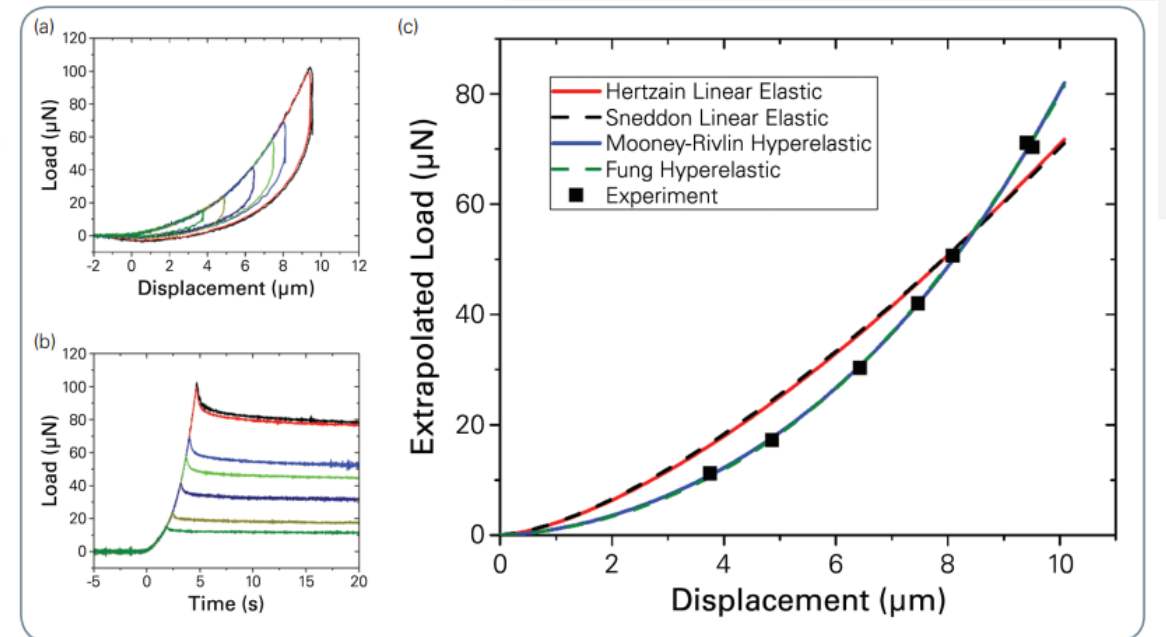 (a)
120
100
80
60
40
20
0
Load (µN)
-2 0 2 4 6 8 10 12
Displacement (µm)
(b)
120
100
80
60
40
20
0
Load (µN)
-5 0 5 10 15 20
Time (s)
(c)
Hertzain Linear Elastic
Sneddon Linear Elastic
Mooney-Rivlin Hyperelastic
Fung Hyperelastic
Experiment
80
60
40
20
0
Extrapolated Load (µN)
0 2 4 6 8 10
Displacement (µm)